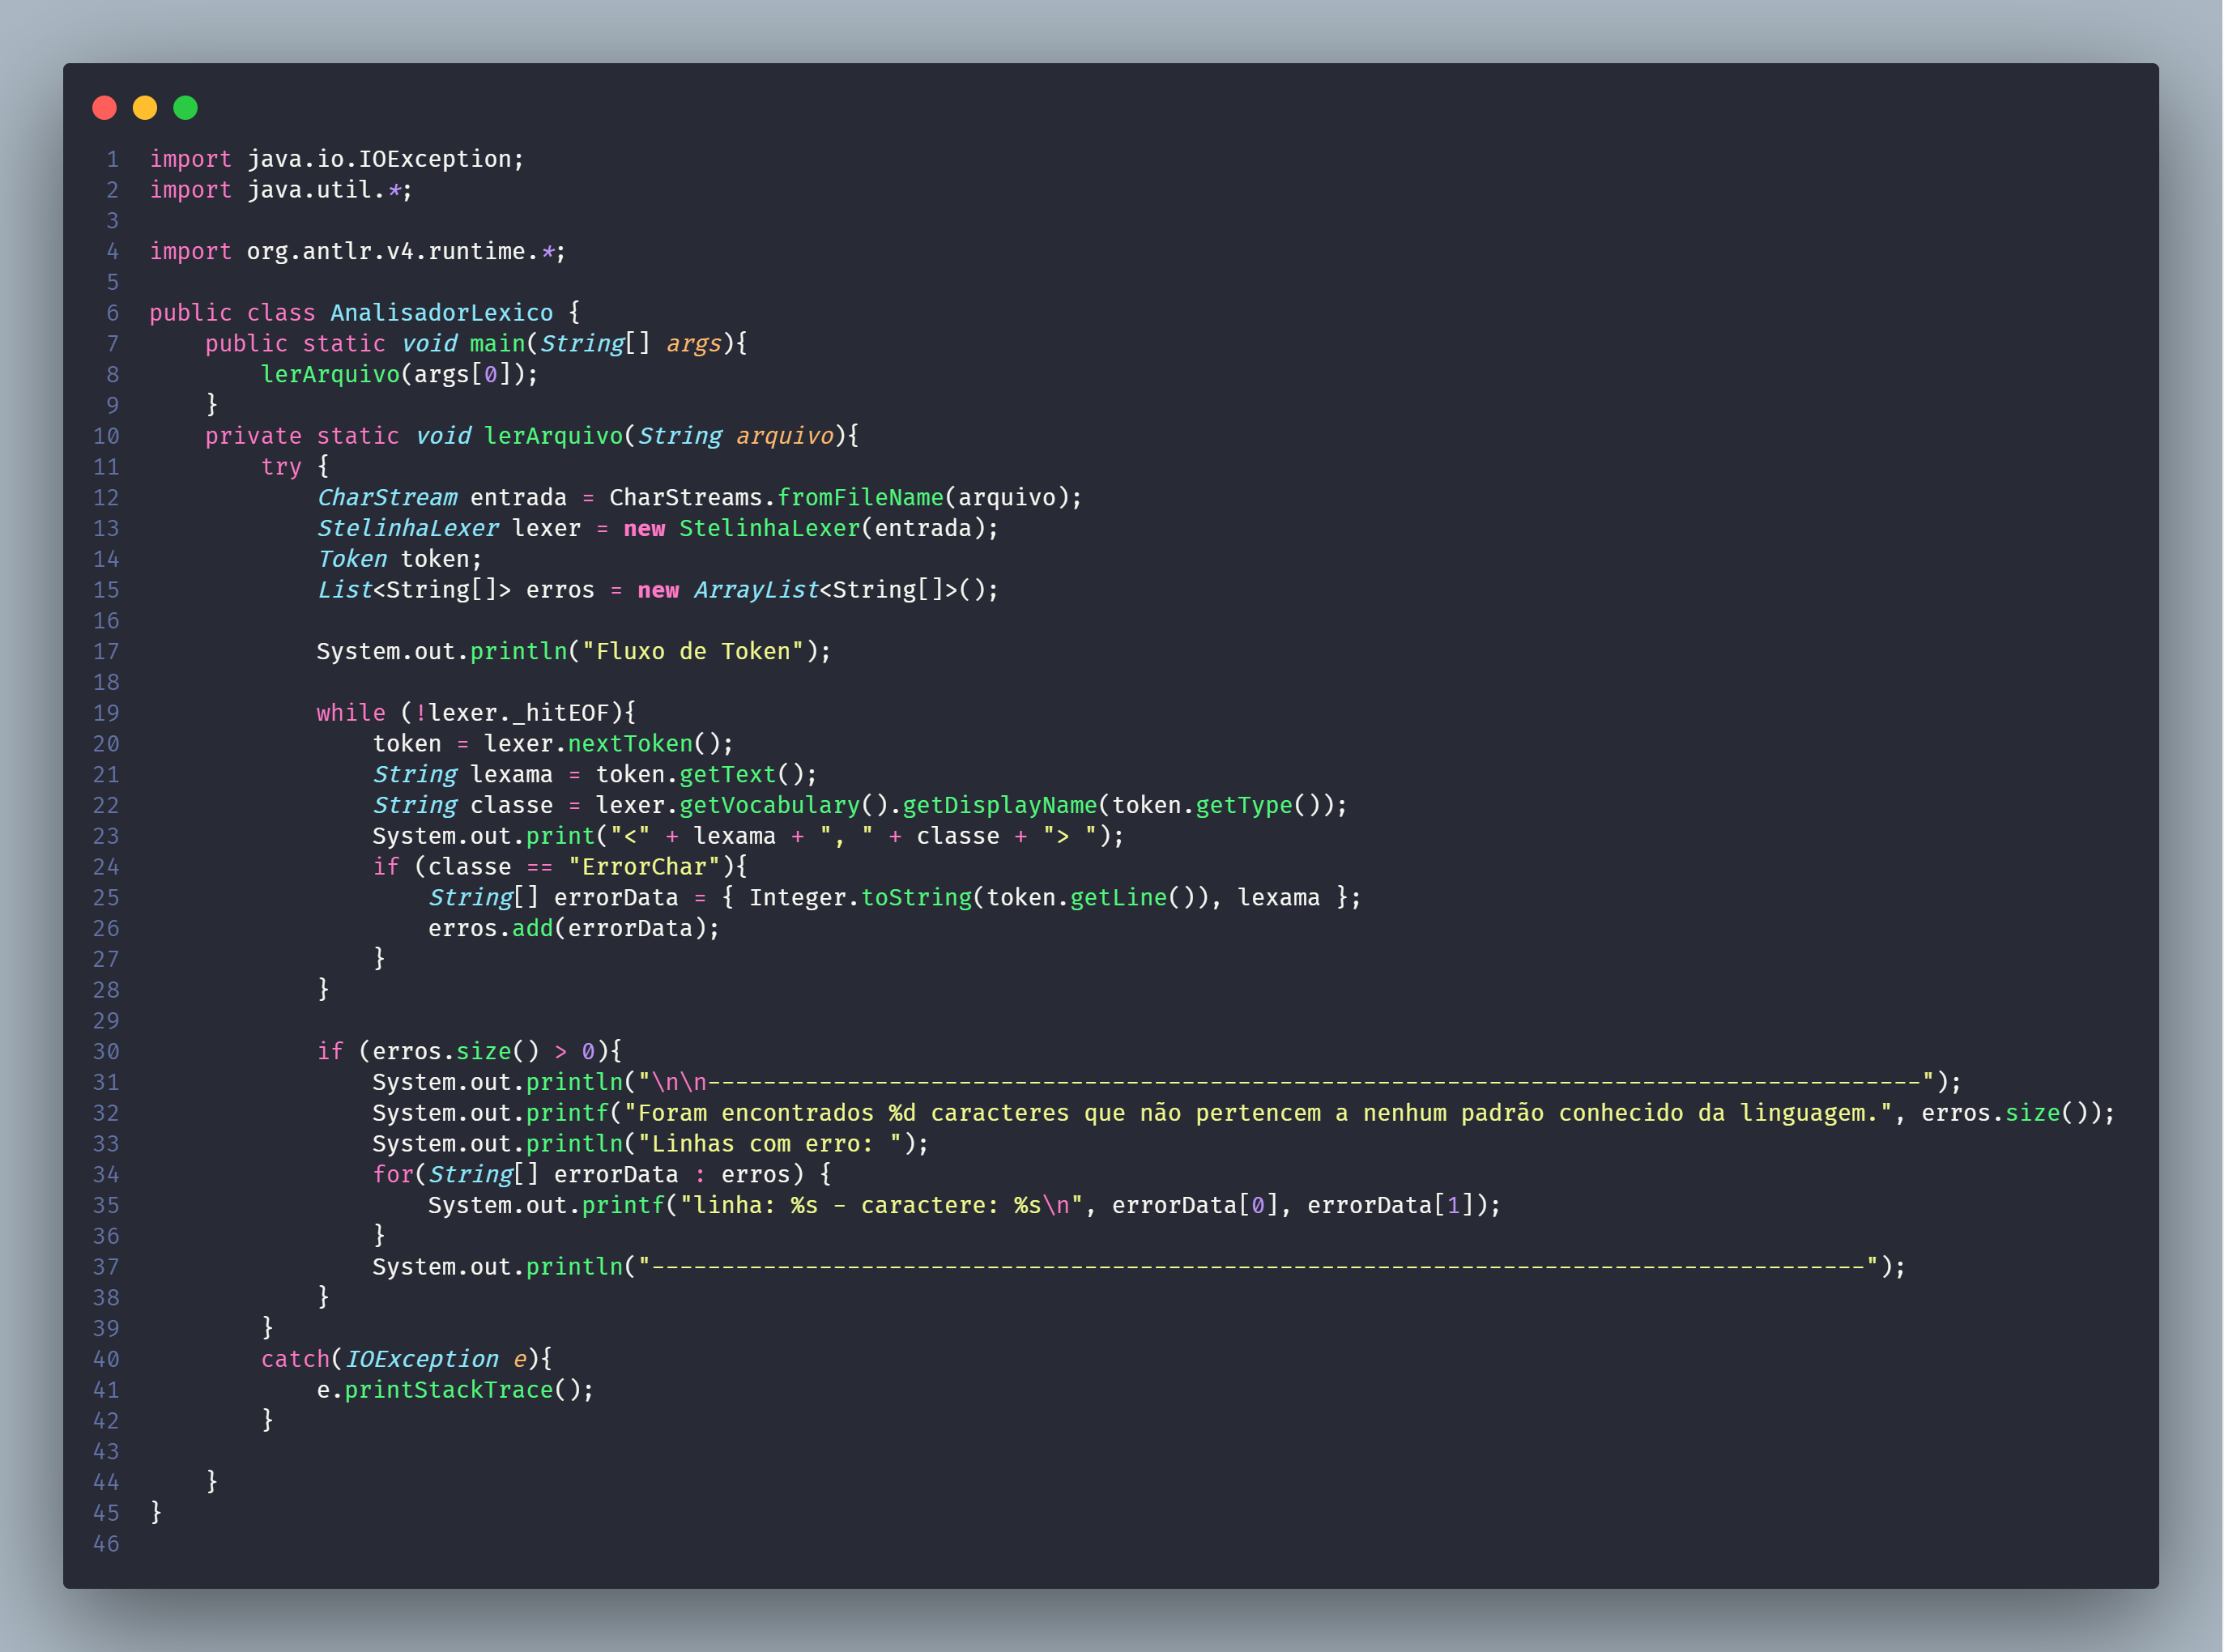 1 import java.io.IOException;
2 import java.util.*;
3
4 import org.antlr.v4.runtime.*;
5
6 public class AnalisadorLexico {
7     public static void main(String[] args){
8         lerArquivo(args[0]);
9     }
10     private static void lerArquivo(String arquivo){
11         try {
12             CharStream entrada = CharStreams.fromFileName(arquivo);
13             StelinhaLexer lexer = new StelinhaLexer(entrada);
14             Token token;
15             List<String[]> erros = new ArrayList<String[]>();
16
17             System.out.println("Fluxo de Token");
18
19             while (!lexer._hitEOF){
20                 token = lexer.nextToken();
21                 String lexama = token.getText();
22                 String classe = lexer.getVocabulary().getDisplayName(token.getType());
23                 System.out.print("<" + lexama + ", " + classe + "> ");
24                 if (classe == "ErrorChar"){
25                     String[] errorData = { Integer.toString(token.getLine()), lexama };
26                     erros.add(errorData);
27                 }
28             }
29
30             if (erros.size() > 0){
31                 System.out.println("\n\n---------------------------------------------------------------------------------------");
32                 System.out.printf("Foram encontrados %d caracteres que não pertencem a nenhum padrão conhecido da linguagem.", erros.size());
33                 System.out.println("Linhas com erro: ");
34                 for(String[] errorData : erros) {
35                     System.out.printf("linha: %s - caractere: %s\n", errorData[0], errorData[1]);
36                 }
37                 System.out.println("---------------------------------------------------------------------------------------");
38             }
39         }
40         catch(IOException e){
41             e.printStackTrace();
42         }
43
44     }
45 }
46